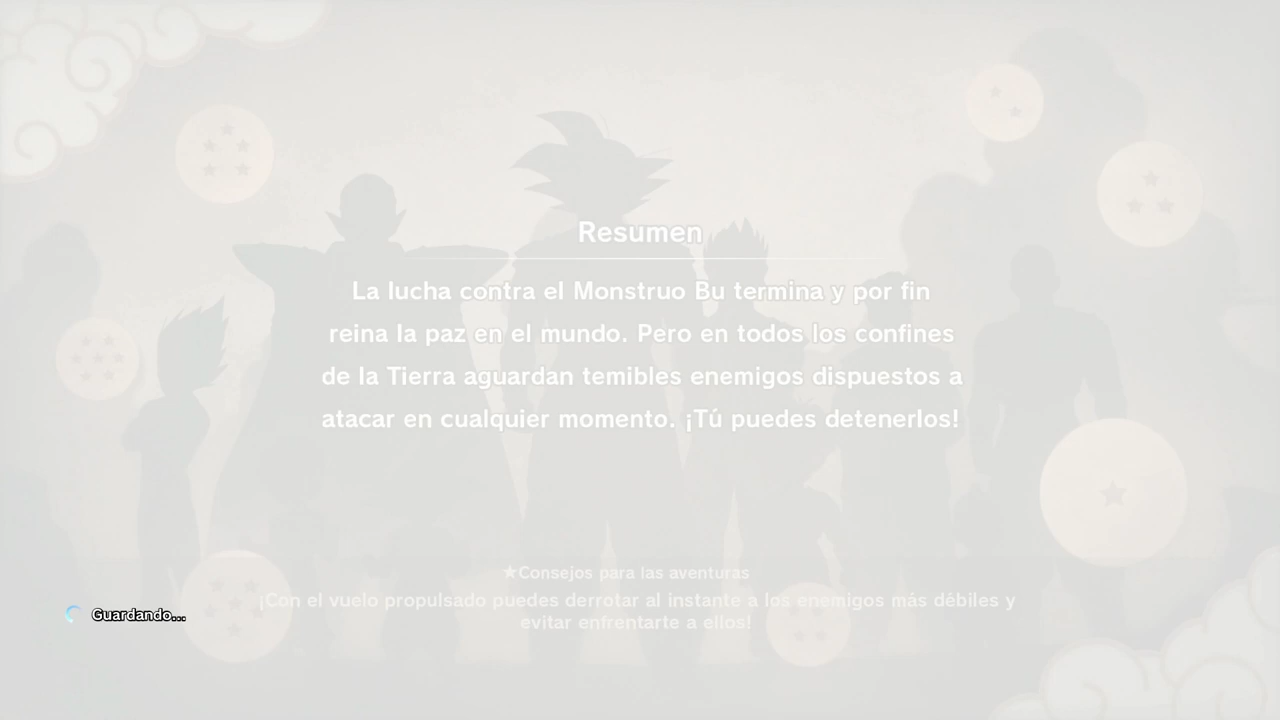 Resumen
La lucha contra el Monstruo Bu termina y por fin
reina la paz en el mundo. Pero en todos los confines
de la Tierra aguardan temibles enemigos dispuestos a
atacar en cualquier momento. ¡Tú puedes detenerlos!
★Consejos para las aventuras
¡Con el vuelo propulsado puedes derrotar al instante a los enemigos más débiles y
evitar enfrentarte a ellos!
Guardando...